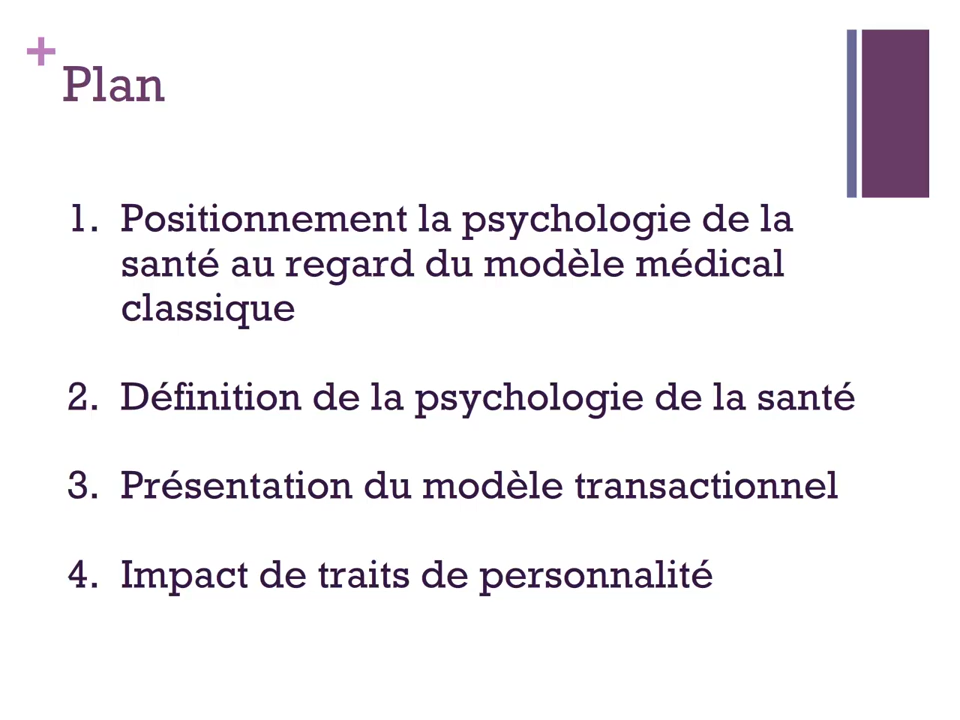 +
Plan
1. Positionnement la psychologie de la
santé au regard du modèle médical
classique
2. Définition de la psychologie de la santé
3. Présentation du modèle transactionnel
4. Impact de traits de personnalité